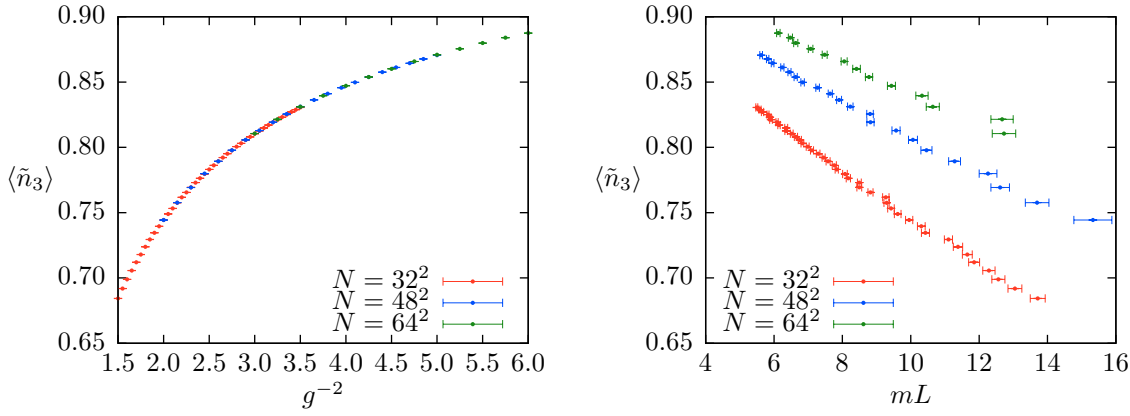 0.90
0.85
0.80
⟨ñ₃⟩
0.75
0.70
0.65
N = 32²
N = 48²
N = 64²
1.5 2.0 2.5 3.0 3.5 4.0 4.5 5.0 5.5 6.0
g⁻²
0.90
0.85
0.80
⟨ñ₃⟩
0.75
0.70
0.65
N = 32²
N = 48²
N = 64²
4 6 8 10 12 14 16
mL